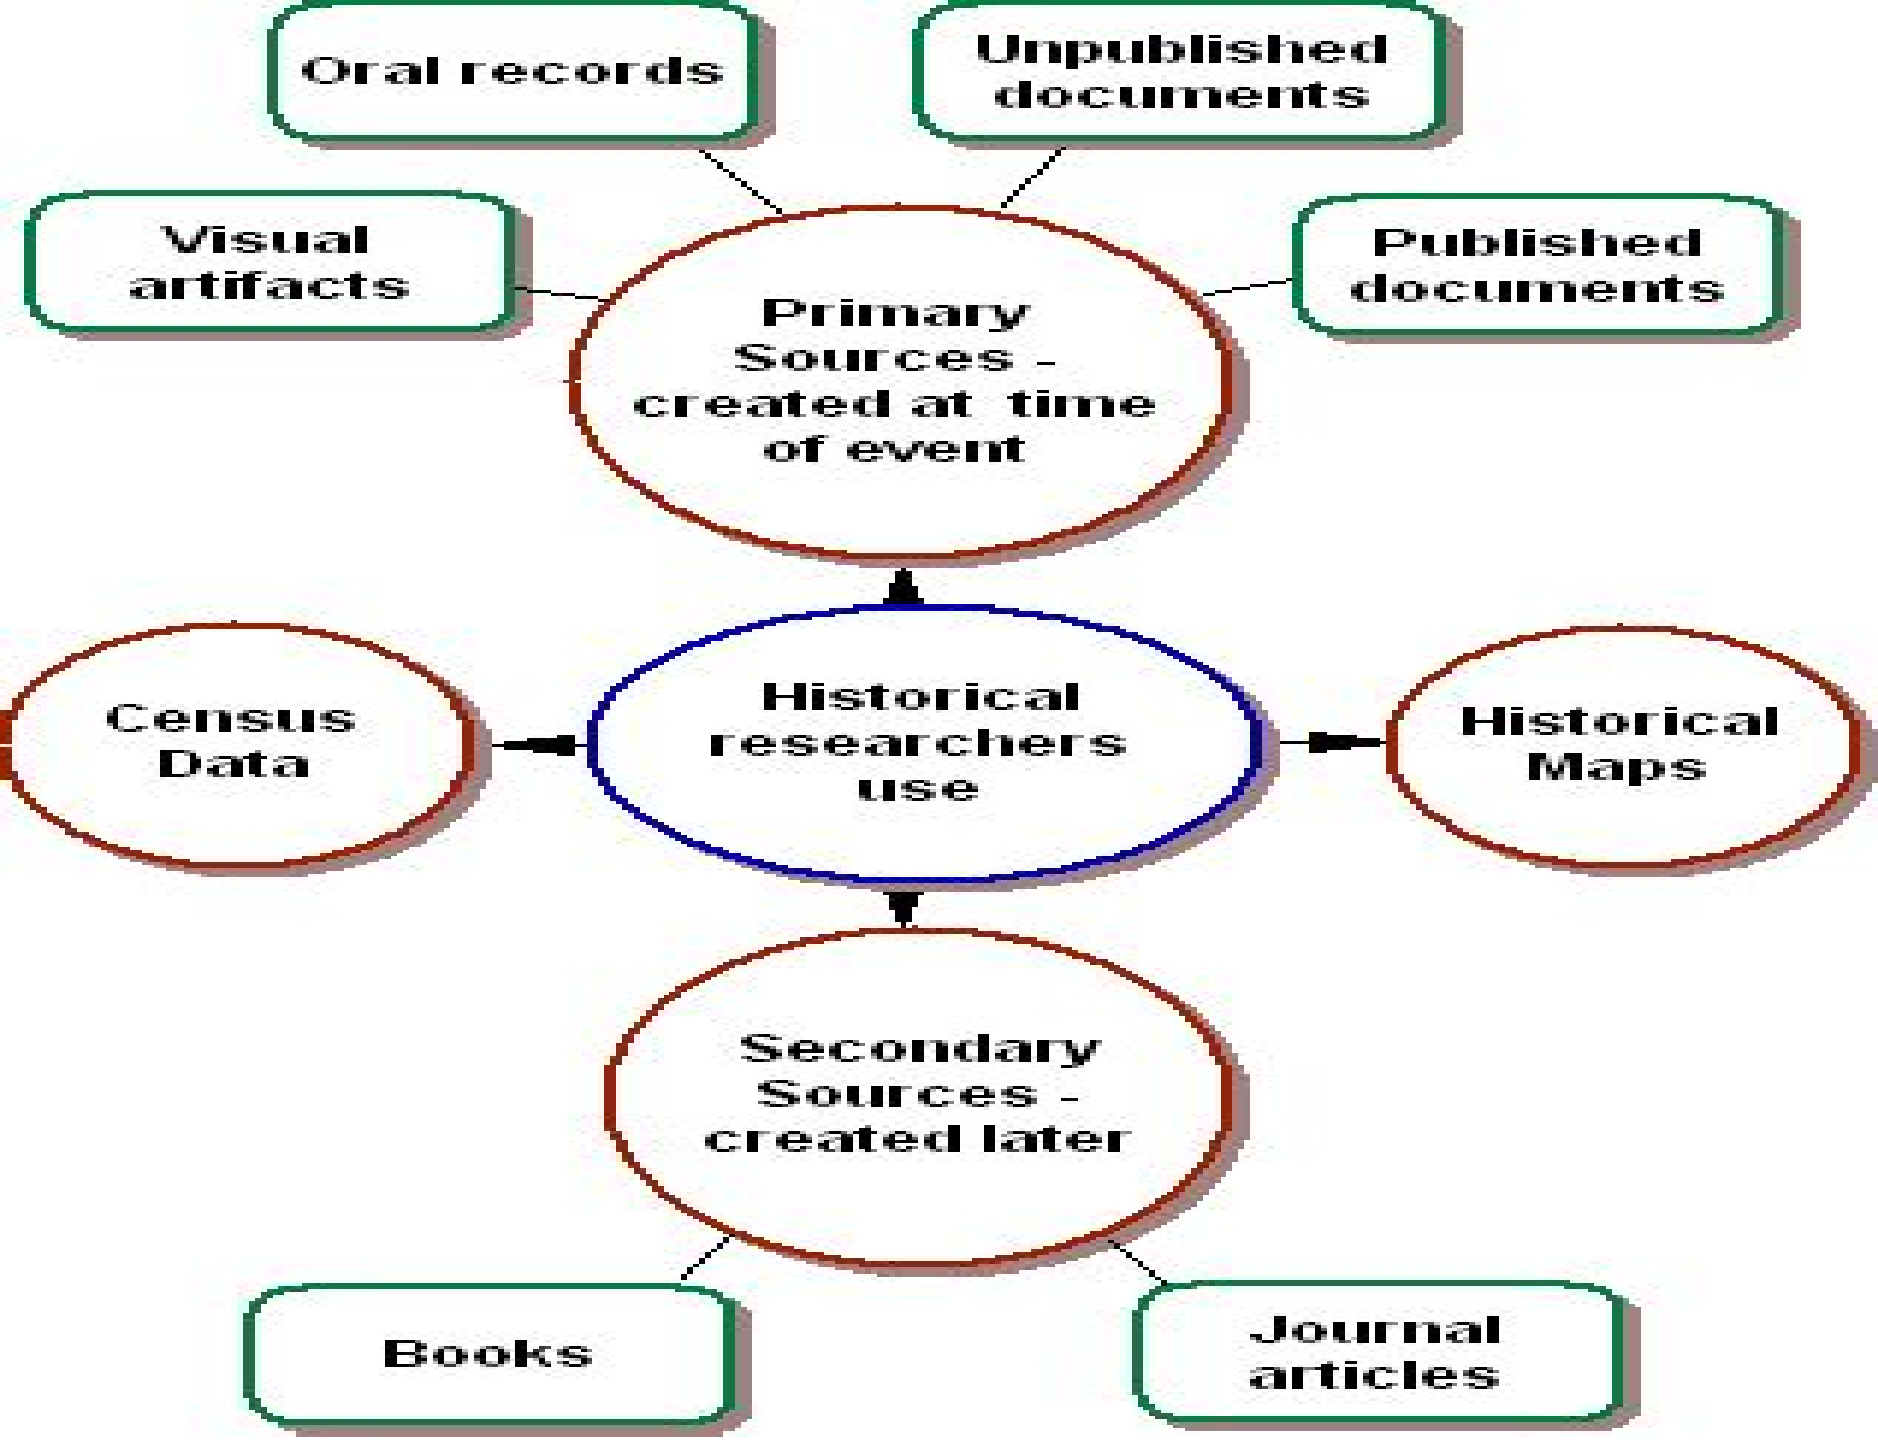 Oral records
Unpublished
documents
Visual
artifacts
Published
documents
Primary
Sources -
created at time
of event
Census
Data
Historical
researchers
use
Historical
Maps
Secondary
Sources -
created later
Books
Journal
articles